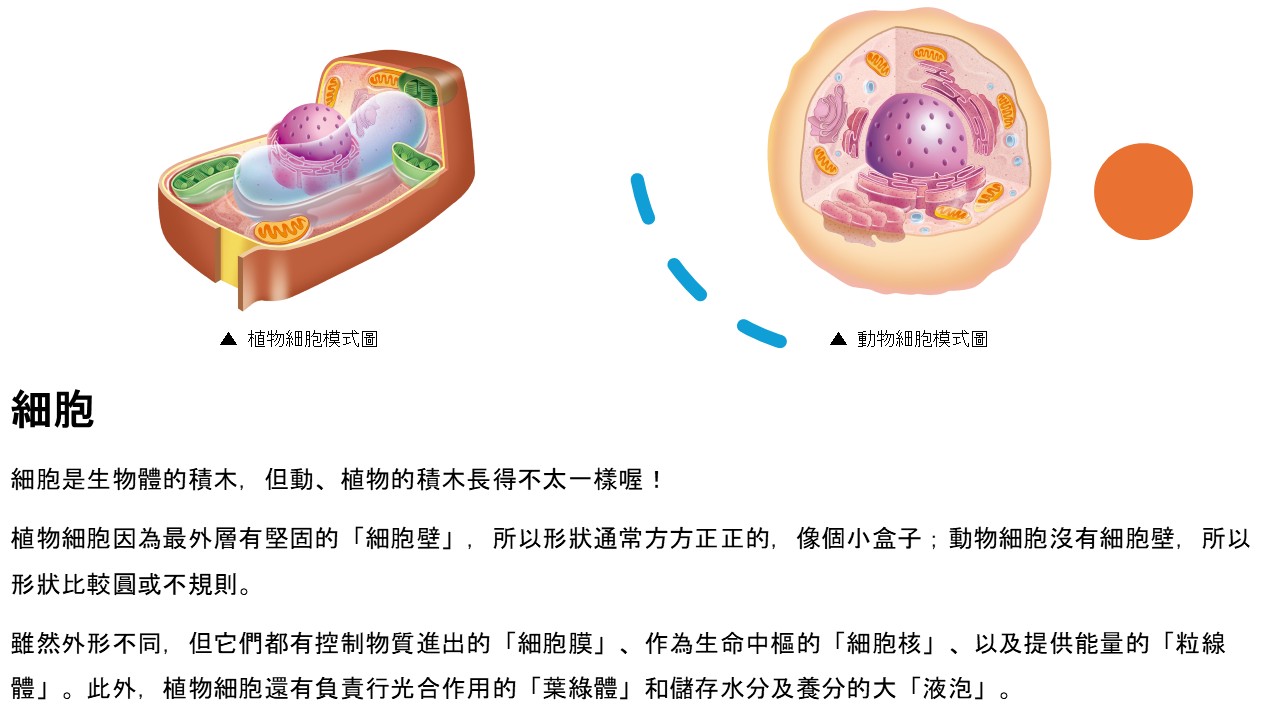 ▲ 植物細胞模式圖
▲ 動物細胞模式圖
細胞
細胞是生物體的積木，但動、植物的積木長得不太一樣喔！
植物細胞因為最外層有堅固的「細胞壁」，所以形狀通常方方正正的，像個小盒子；動物細胞沒有細胞壁，所以
形狀比較圓或不規則。
雖然外形不同，但它們都有控制物質進出的「細胞膜」、作為生命中樞的「細胞核」、以及提供能量的「粒線
體」。此外，植物細胞還有負責行光合作用的「葉綠體」和儲存水分及養分的大「液泡」。